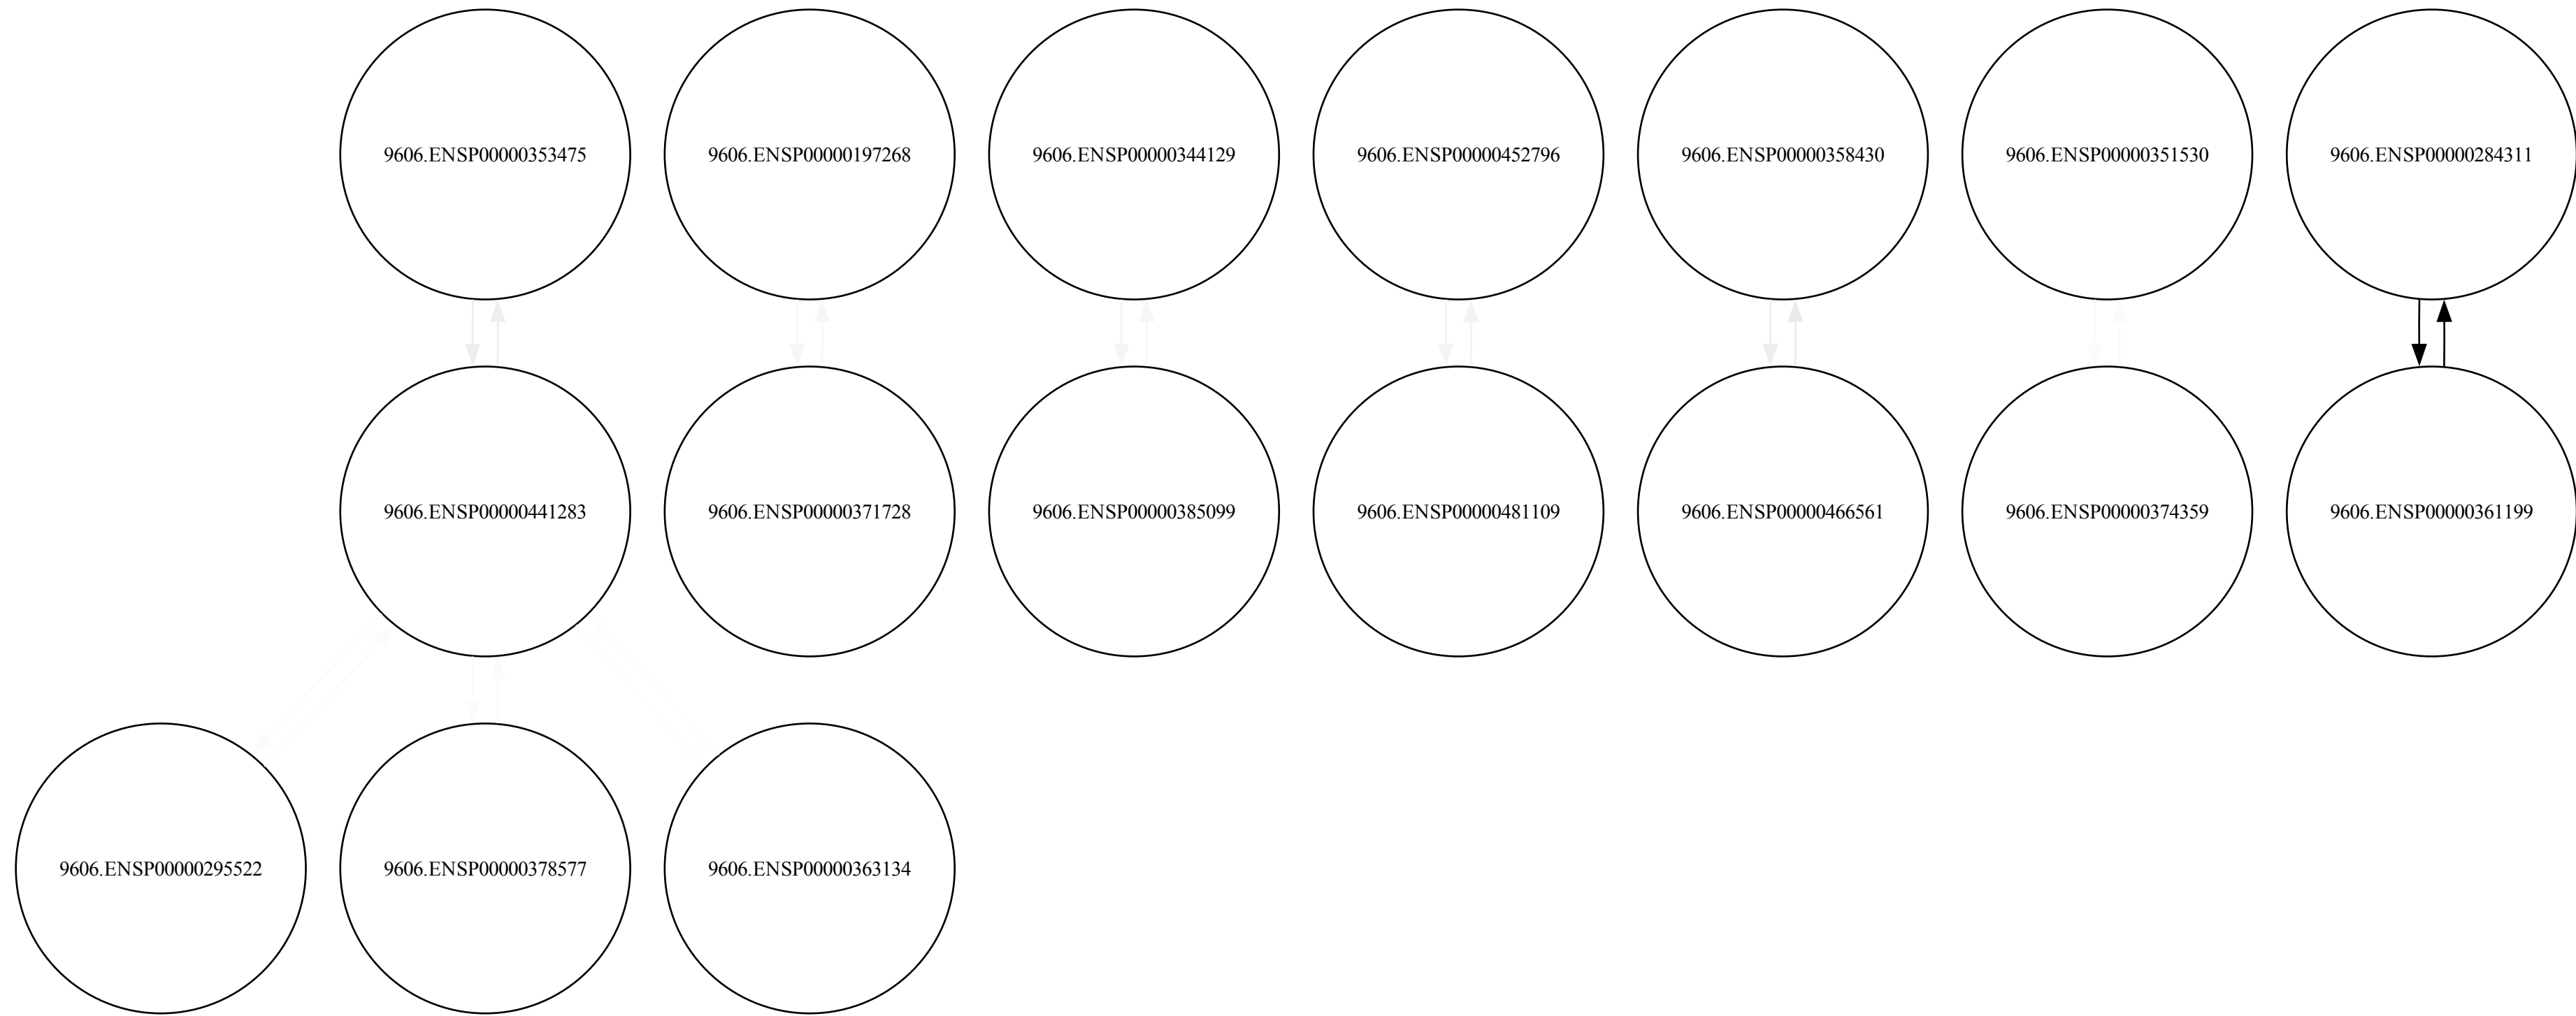 9606.ENSP00000353475
9606.ENSP00000197268
9606.ENSP00000344129
9606.ENSP00000452796
9606.ENSP00000358430
9606.ENSP00000351530
9606.ENSP00000284311
9606.ENSP00000441283
9606.ENSP00000371728
9606.ENSP00000385099
9606.ENSP00000481109
9606.ENSP00000466561
9606.ENSP00000374359
9606.ENSP00000361199
9606.ENSP00000295522
9606.ENSP00000378577
9606.ENSP00000363134